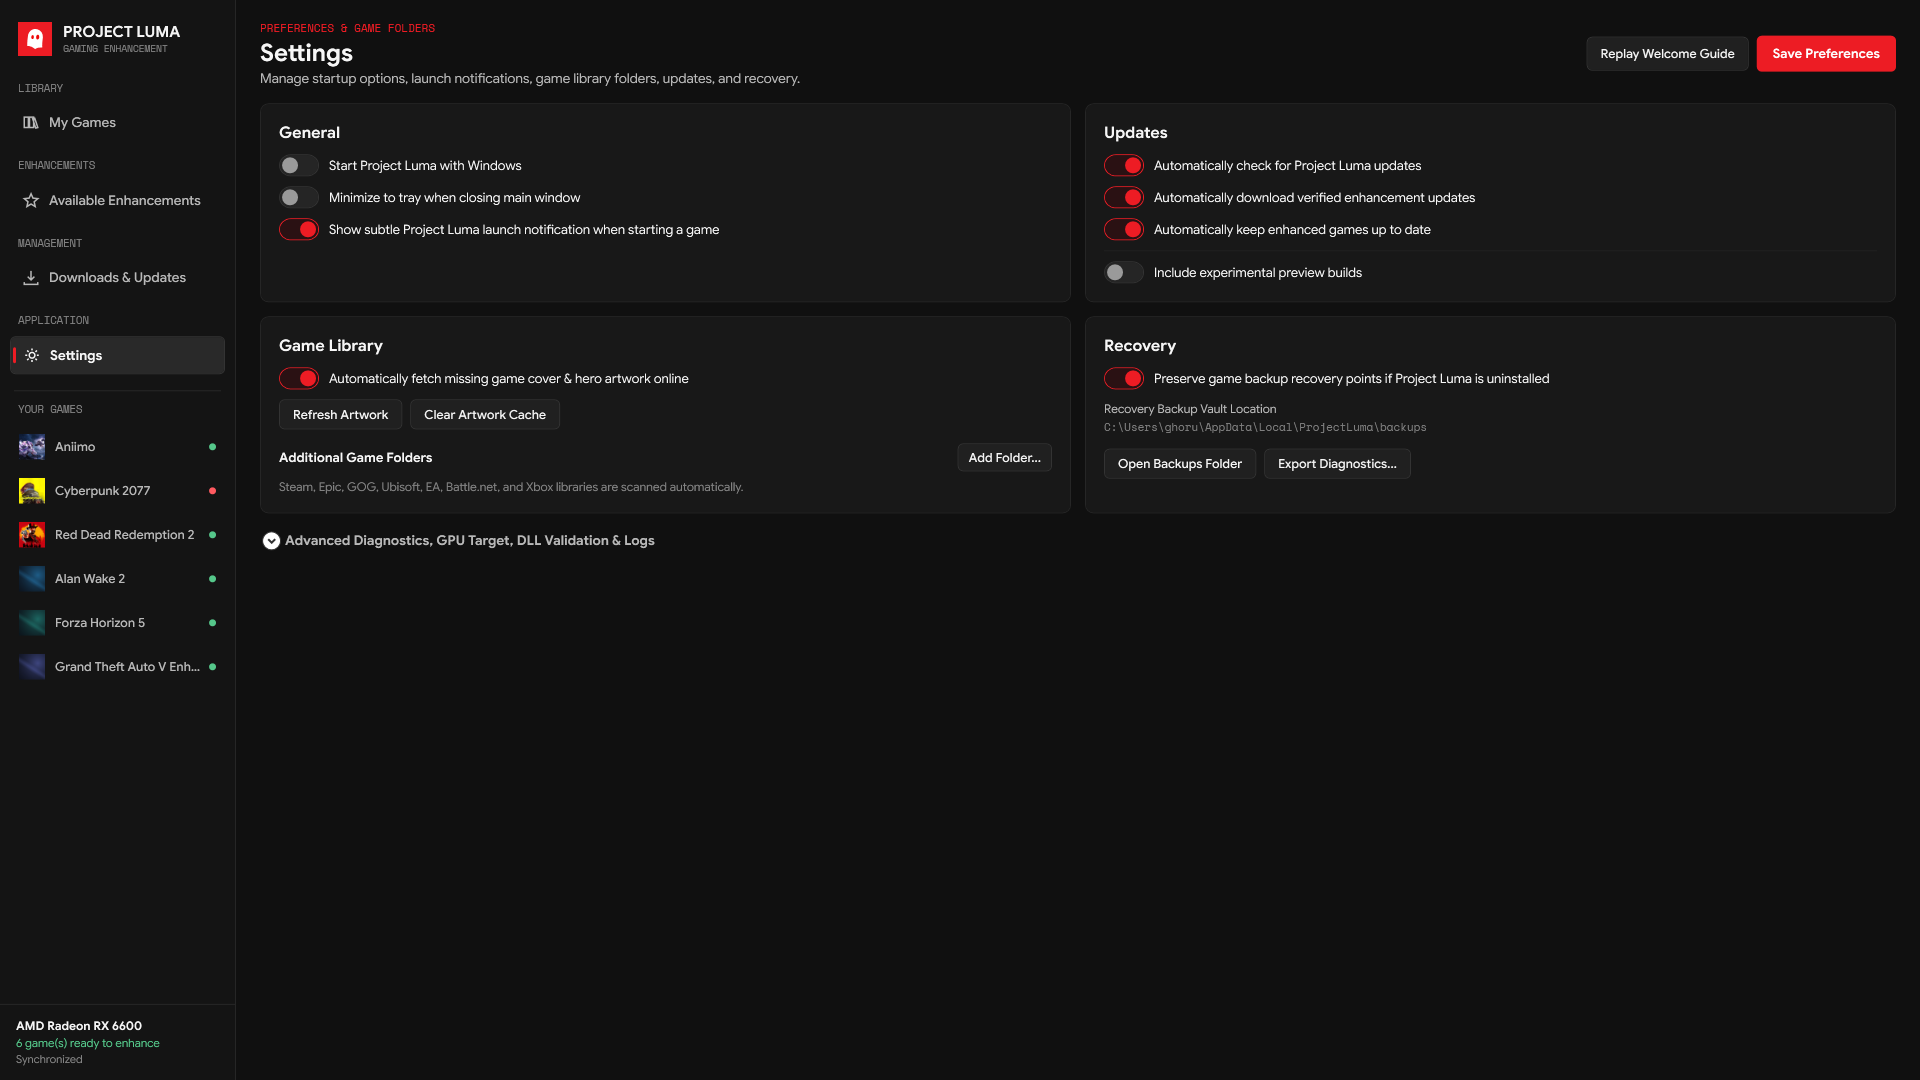 PROJECT LUMA
GAMING ENHANCEMENT
LIBRARY
My Games
ENHANCEMENTS
Available Enhancements
MANAGEMENT
Downloads & Updates
APPLICATION
Settings
YOUR GAMES
Aniimo
Cyberpunk 2077
Red Dead Redemption 2
Alan Wake 2
Forza Horizon 5
Grand Theft Auto V Enh...
AMD Radeon RX 6600
6 game(s) ready to enhance
Synchronized
PREFERENCES & GAME FOLDERS
Settings
Manage startup options, launch notifications, game library folders, updates, and recovery.
Replay Welcome Guide
Save Preferences
General
Start Project Luma with Windows
Minimize to tray when closing main window
Show subtle Project Luma launch notification when starting a game
Updates
Automatically check for Project Luma updates
Automatically download verified enhancement updates
Automatically keep enhanced games up to date
Include experimental preview builds
Game Library
Automatically fetch missing game cover & hero artwork online
Refresh Artwork
Clear Artwork Cache
Additional Game Folders
Add Folder...
Steam, Epic, GOG, Ubisoft, EA, Battle.net, and Xbox libraries are scanned automatically.
Recovery
Preserve game backup recovery points if Project Luma is uninstalled
Recovery Backup Vault Location
C:\Users\ghoru\AppData\Local\ProjectLuma\backups
Open Backups Folder
Export Diagnostics...
Advanced Diagnostics, GPU Target, DLL Validation & Logs